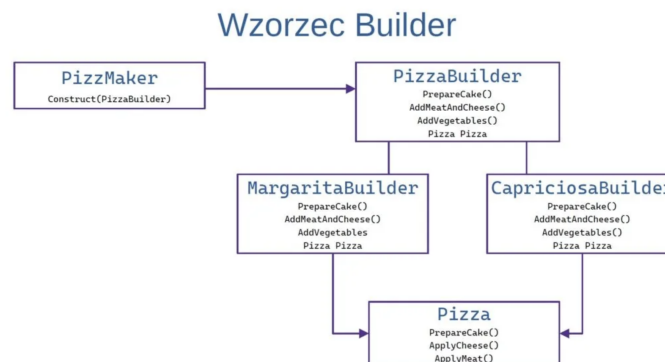 Wzorzec Builder
PizzMaker
Construct(PizzaBuilder)
PizzaBuilder
PrepareCake()
AddMeatAndCheese()
AddVegetables()
Pizza Pizza
MargaritaBuilder
PrepareCake()
AddMeatAndCheese()
AddVegetables
Pizza Pizza
CapriciosaBuilder
PrepareCake()
AddMeatAndCheese()
AddVegetables()
Pizza Pizza
Pizza
PrepareCake()
ApplyCheese()
ApplyMeat()